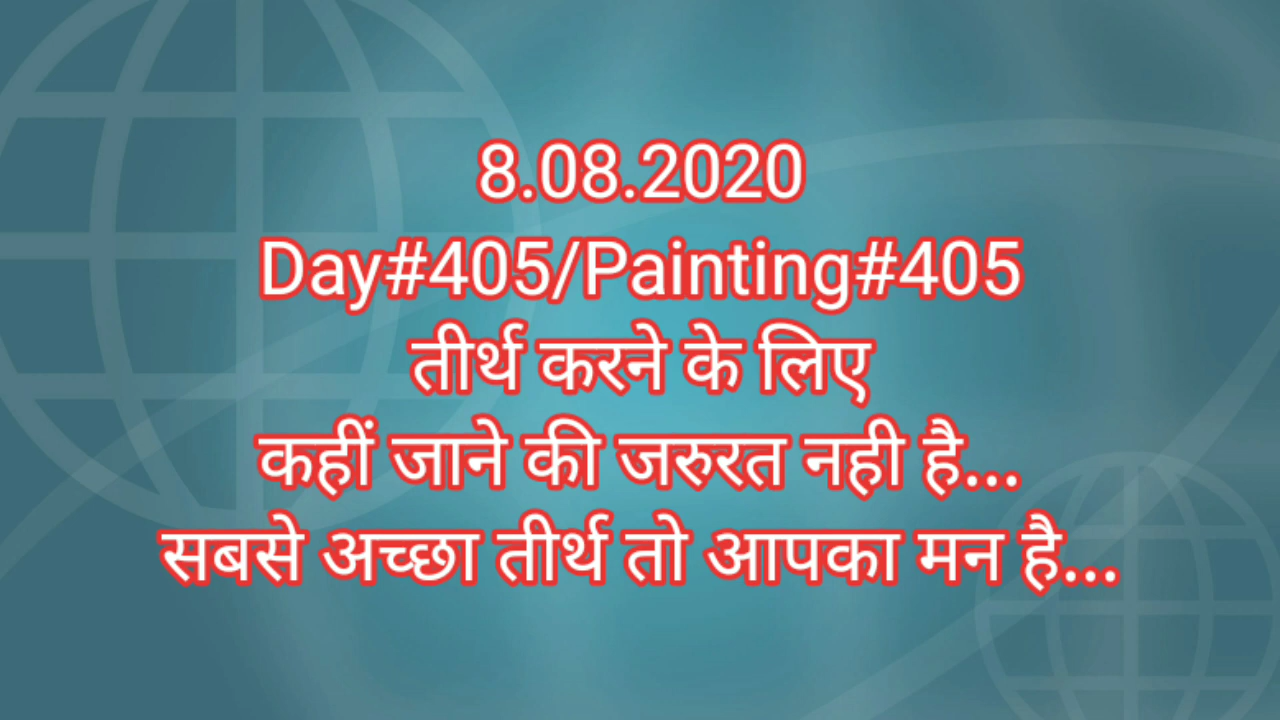 8.08.2020
Day#405/Painting#405
तीर्थ करने के लिए
कहीं जाने की जरुरत नही है...
सबसे अच्छा तीर्थ तो आपका मन है...